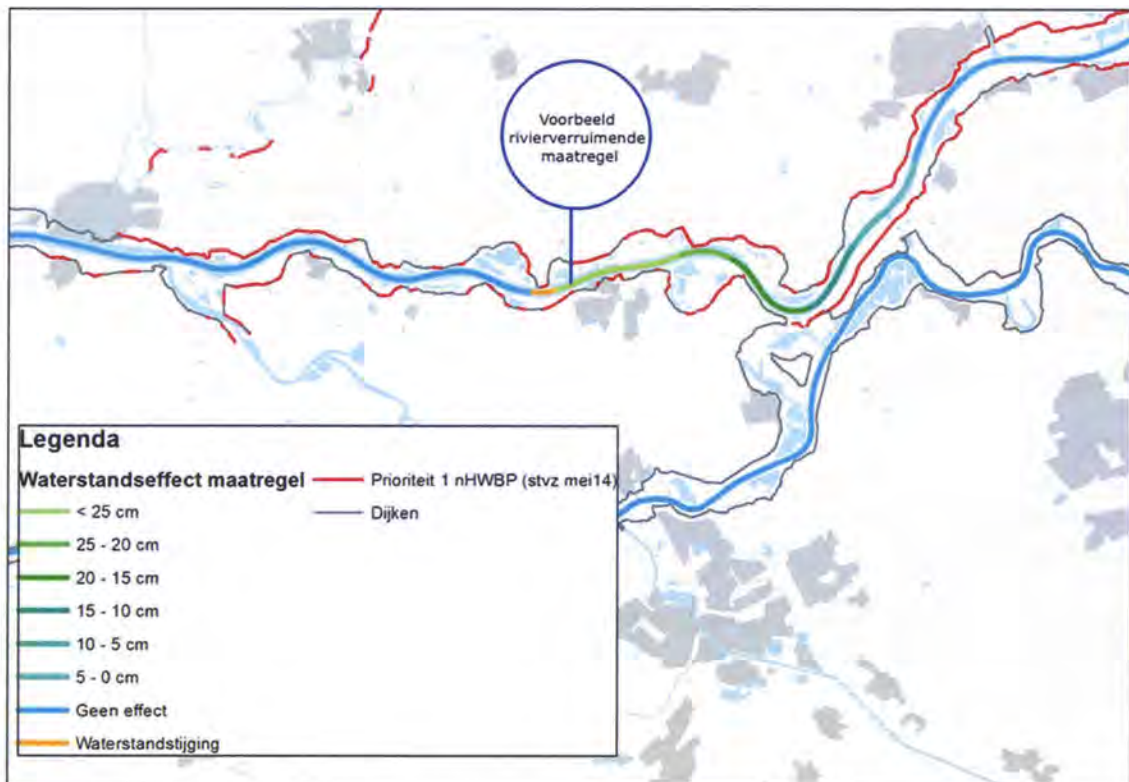 Voorbeeld
rivierverruimende
maatregel
Legenda
Waterstandseffect maatregel
< 25 cm
25 - 20 cm
20 - 15 cm
15 - 10 cm
10 - 5 cm
5 - 0 cm
Geen effect
Waterstandstijging
Prioriteit 1 nHWBP (stvz mei14)
Dijken